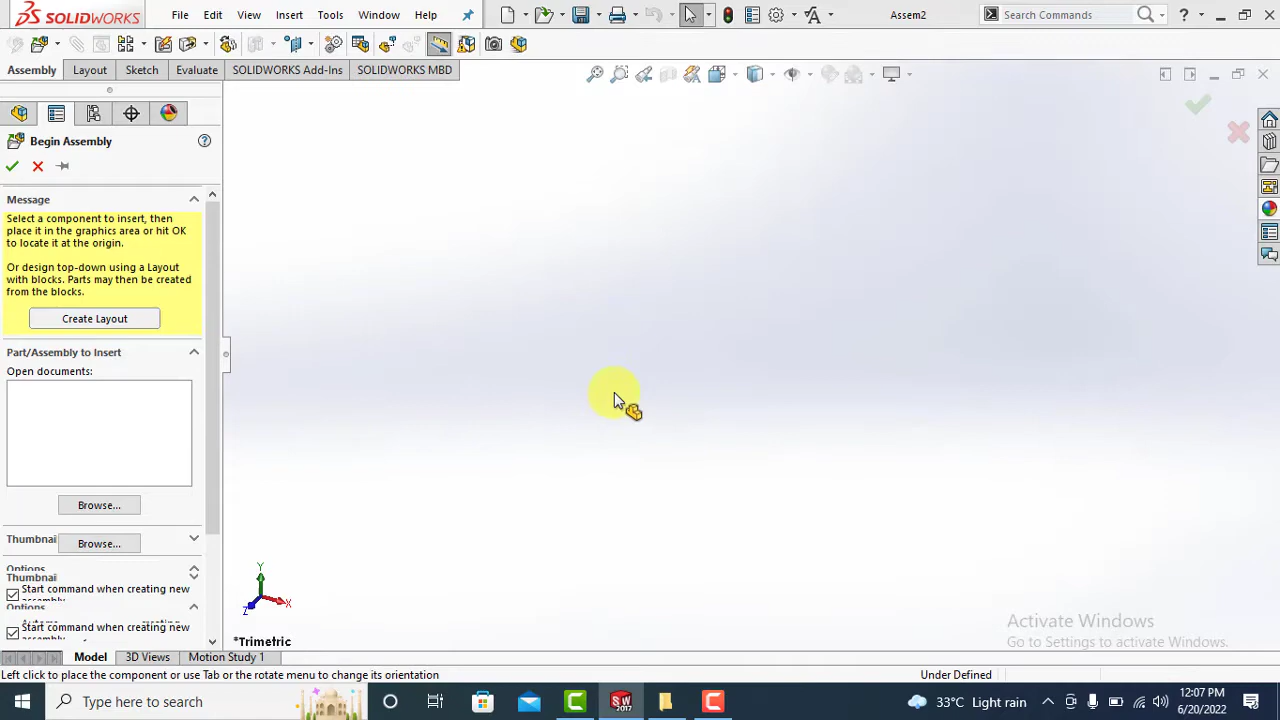 SOLIDWORKS File Edit View Insert Tools Window Help Assem2 Search Commands
Assembly Layout Sketch Evaluate SOLIDWORKS Add-Ins SOLIDWORKS MBD
Begin Assembly
Message
Select a component to insert, then
place it in the graphics area or hit OK
to locate it at the origin.
Or design top-down using a Layout
with blocks. Parts may then be created
from the blocks.
Create Layout
Part/Assembly to Insert
Open documents:
Browse...
Thumbnai
Browse...
Options
Thumbnai
Start command when creating new
Options
Start command when creating new
Y
X
Z
*Trimetric
Activate Windows
Go to Settings to activate Windows.
Model 3D Views Motion Study 1
Left click to place the component or use Tab or the rotate menu to change its orientation Under Defined
Type here to search SW 2017 33°C Light rain 12:07 PM
6/20/2022